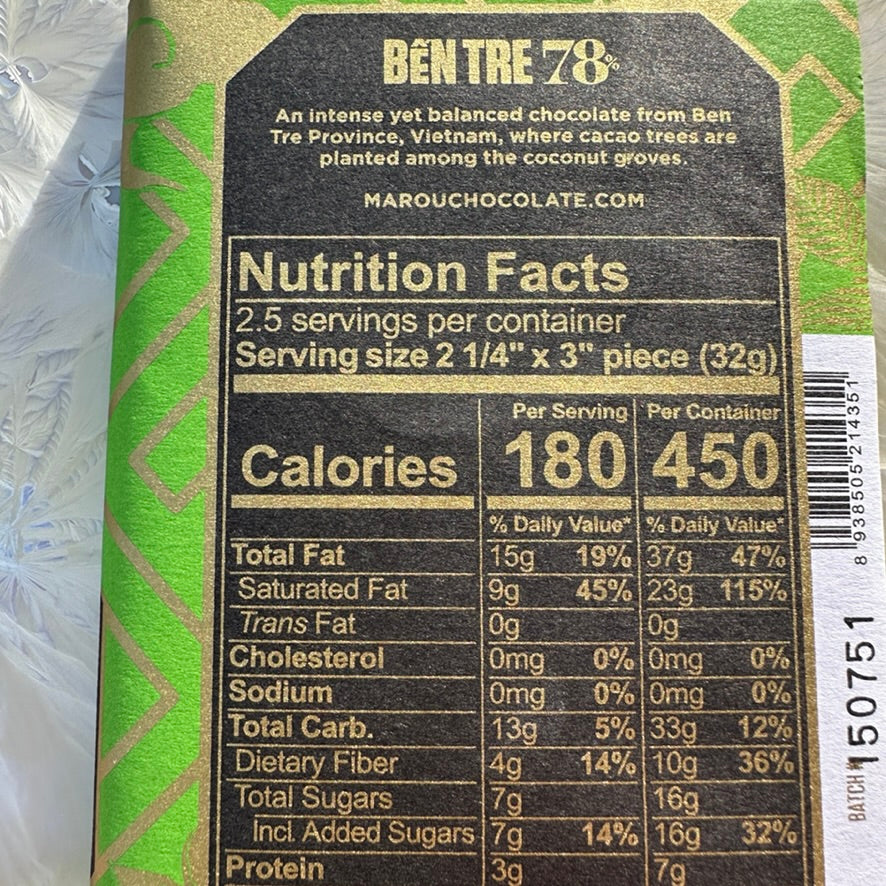 BẾN TRE 78%
An intense yet balanced chocolate from Ben
Tre Province, Vietnam, where cacao trees are
planted among the coconut groves.
MAROUCHOCOLATE.COM
Nutrition Facts
2.5 servings per container
Serving size 2 1/4" x 3" piece (32g)
Per Serving Per Container
Calories 180 450
% Daily Value* % Daily Value*
Total Fat 15g 19% 37g 47%
Saturated Fat 9g 45% 23g 115%
Trans Fat 0g 0g
Cholesterol 0mg 0% 0mg 0%
Sodium 0mg 0% 0mg 0%
Total Carb. 13g 5% 33g 12%
Dietary Fiber 4g 14% 10g 36%
Total Sugars 7g 16g
Incl. Added Sugars 7g 14% 16g 32%
Protein 3g 7g
8 938505 214351
BATCH # 150751